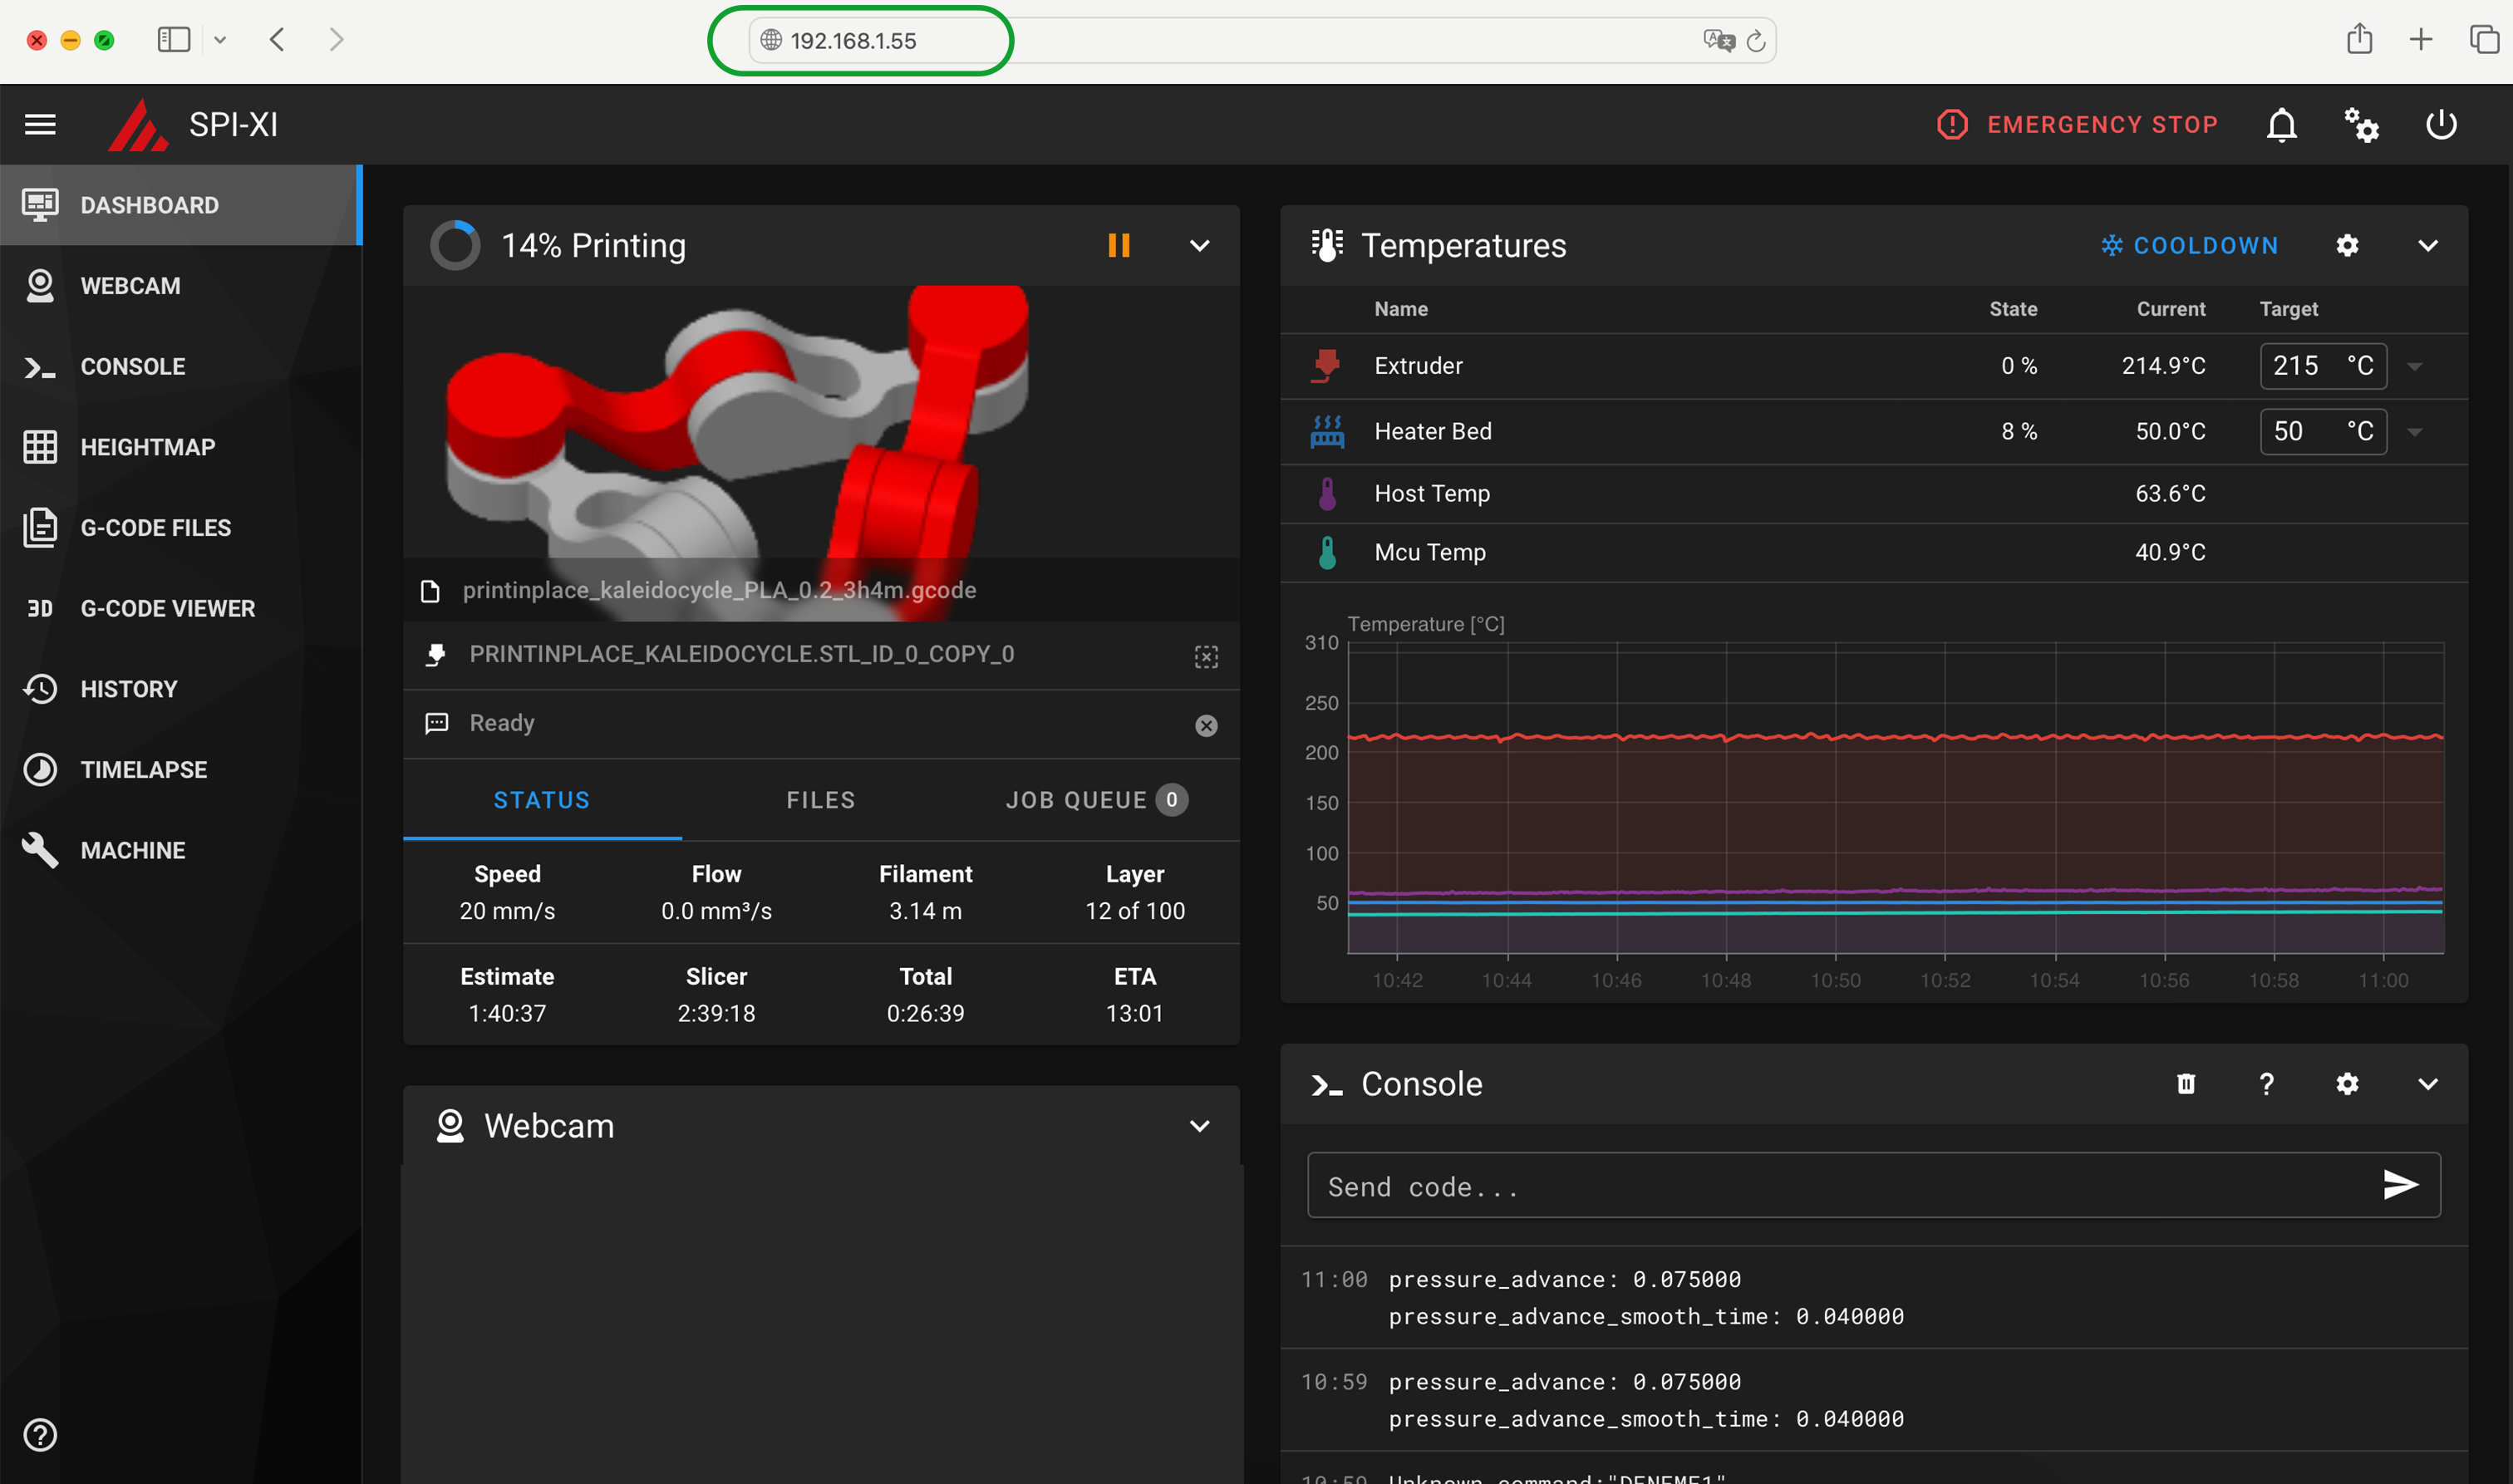 192.168.1.55
SPI-XI
EMERGENCY STOP
DASHBOARD
WEBCAM
CONSOLE
HEIGHTMAP
G-CODE FILES
3D G-CODE VIEWER
HISTORY
TIMELAPSE
MACHINE
14% Printing
printinplace_kaleidocycle_PLA_0.2_3h4m.gcode
PRINTINPLACE_KALEIDOCYCLE.STL_ID_0_COPY_0
Ready
STATUS FILES JOB QUEUE 0
Speed Flow Filament Layer
20 mm/s 0.0 mm³/s 3.14 m 12 of 100
Estimate Slicer Total ETA
1:40:37 2:39:18 0:26:39 13:01
Webcam
Temperatures COOLDOWN
Name State Current Target
Extruder 0 % 214.9°C 215 °C
Heater Bed 8 % 50.0°C 50 °C
Host Temp 63.6°C
Mcu Temp 40.9°C
Temperature [°C]
310
250
200
150
100
50
10:42 10:44 10:46 10:48 10:50 10:52 10:54 10:56 10:58 11:00
Console
Send code...
11:00 pressure_advance: 0.075000
pressure_advance_smooth_time: 0.040000
10:59 pressure_advance: 0.075000
pressure_advance_smooth_time: 0.040000
10:59 Unknown command:"DENEME1"